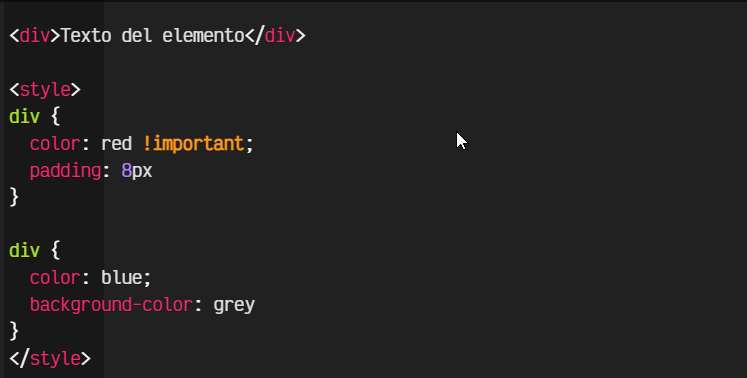 <div>Texto del elemento</div>
<style>
div {
color: red !important;
padding: 8px
}
div {
color: blue;
background-color: grey
}
</style>